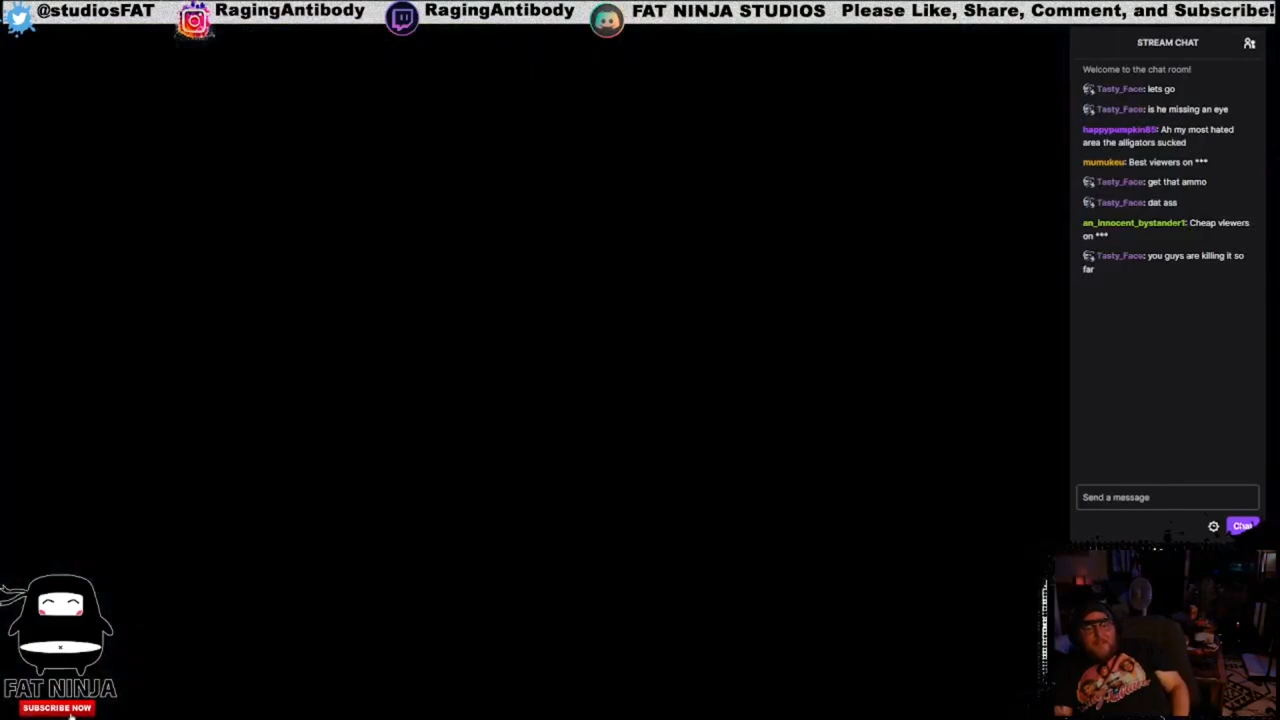 @studiosFAT RagingAntibody RagingAntibody FAT NINJA STUDIOS Please Like, Share, Comment, and Subscribe!
STREAM CHAT
Welcome to the chat room!
Tasty_Face: lets go
Tasty_Face: is he missing an eye
happypumpkin85: Ah my most hated
area the alligators sucked
mumukeu: Best viewers on ***
Tasty_Face: get that ammo
Tasty_Face: dat ass
an_innocent_bystander1: Cheap viewers
on ***
Tasty_Face: you guys are killing it so
far
Send a message
Chat
FAT NINJA
SUBSCRIBE NOW